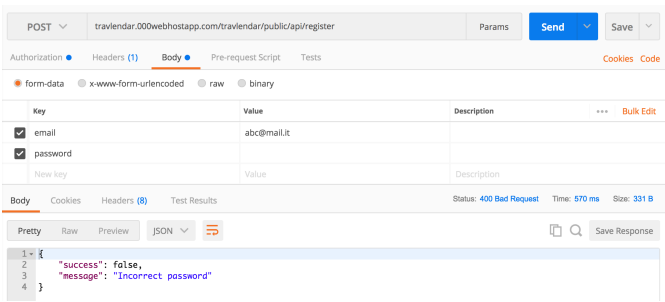 POST travlendar.000webhostapp.com/travlendar/public/api/register Params Send Save
Authorization Headers (1) Body Pre-request Script Tests Cookies Code
form-data x-www-form-urlencoded raw binary
Key Value Description ••• Bulk Edit
email abc@mail.it
password
New key Value Description
Body Cookies Headers (8) Test Results Status: 400 Bad Request Time: 570 ms Size: 331 B
Pretty Raw Preview JSON Save Response
1 {
2 "success": false,
3 "message": "Incorrect password"
4 }